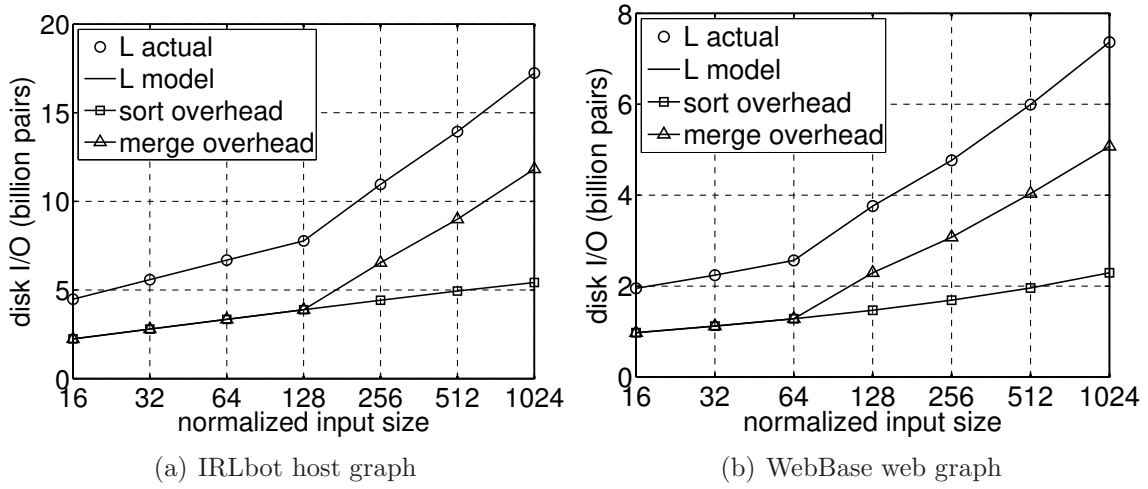 20
15
10
5
0
disk I/O (billion pairs)
L actual
L model
sort overhead
merge overhead
16 32 64 128 256 512 1024
normalized input size
(a) IRLbot host graph
8
6
4
2
0
disk I/O (billion pairs)
L actual
L model
sort overhead
merge overhead
16 32 64 128 256 512 1024
normalized input size
(b) WebBase web graph